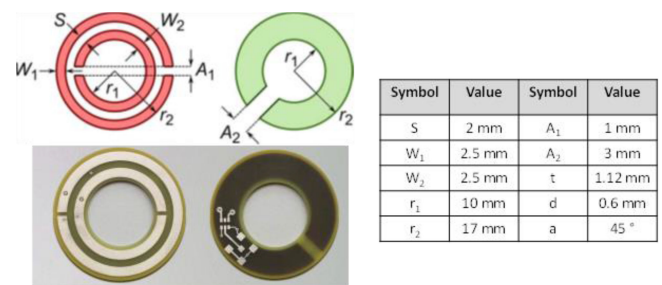 S
W₂
W₁
A₁
r₁
r₂
r₁
r₂
A₂
Symbol Value Symbol Value
S 2 mm A₁ 1 mm
W₁ 2.5 mm A₂ 3 mm
W₂ 2.5 mm t 1.12 mm
r₁ 10 mm d 0.6 mm
r₂ 17 mm a 45 °